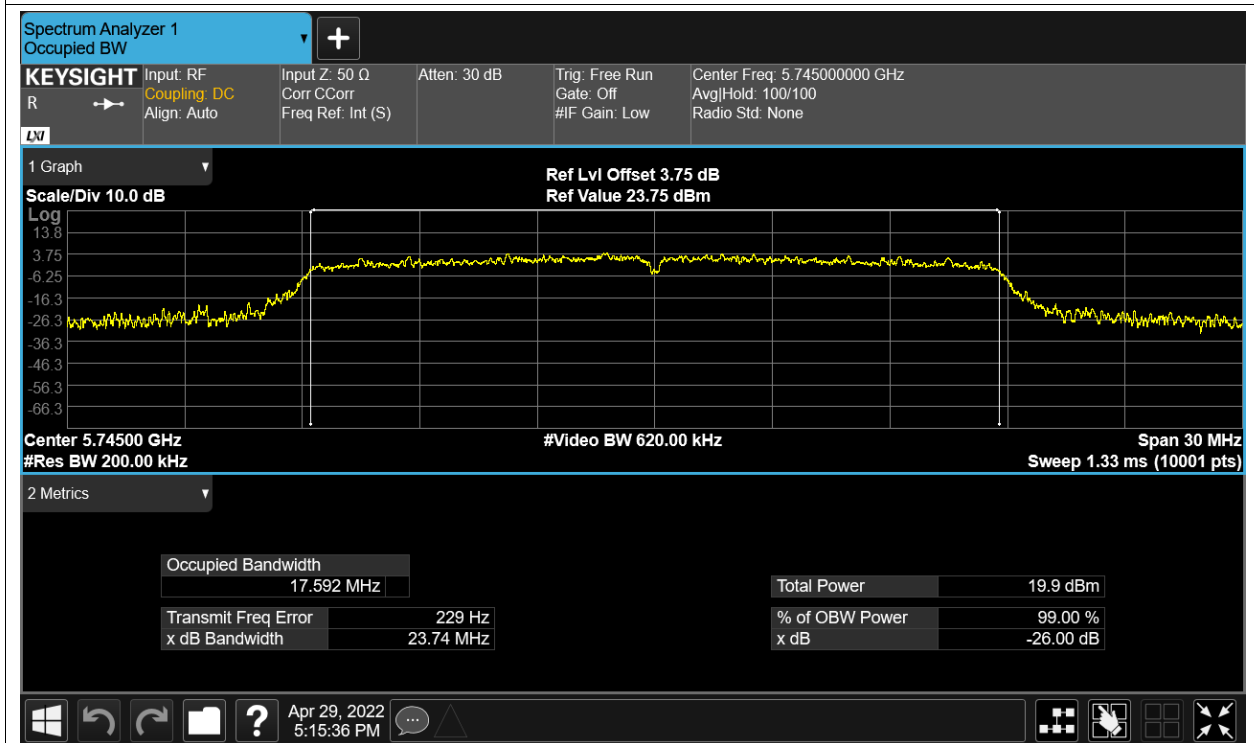 Spectrum Analyzer 1
Occupied BW
KEYSIGHT
R
LXI
Input: RF
Coupling: DC
Align: Auto
Input Z: 50 Ω
Corr CCorr
Freq Ref: Int (S)
Atten: 30 dB
Trig: Free Run
Gate: Off
#IF Gain: Low
Center Freq: 5.745000000 GHz
Avg|Hold: 100/100
Radio Std: None
1 Graph
Scale/Div 10.0 dB
Ref Lvl Offset 3.75 dB
Ref Value 23.75 dBm
Log
13.8
3.75
-6.25
-16.3
-26.3
-36.3
-46.3
-56.3
-66.3
Center 5.74500 GHz
#Video BW 620.00 kHz
Span 30 MHz
#Res BW 200.00 kHz
Sweep 1.33 ms (10001 pts)
2 Metrics
Occupied Bandwidth
17.592 MHz
Total Power 19.9 dBm
Transmit Freq Error 229 Hz
% of OBW Power 99.00 %
x dB Bandwidth 23.74 MHz
x dB -26.00 dB
?
Apr 29, 2022
5:15:36 PM